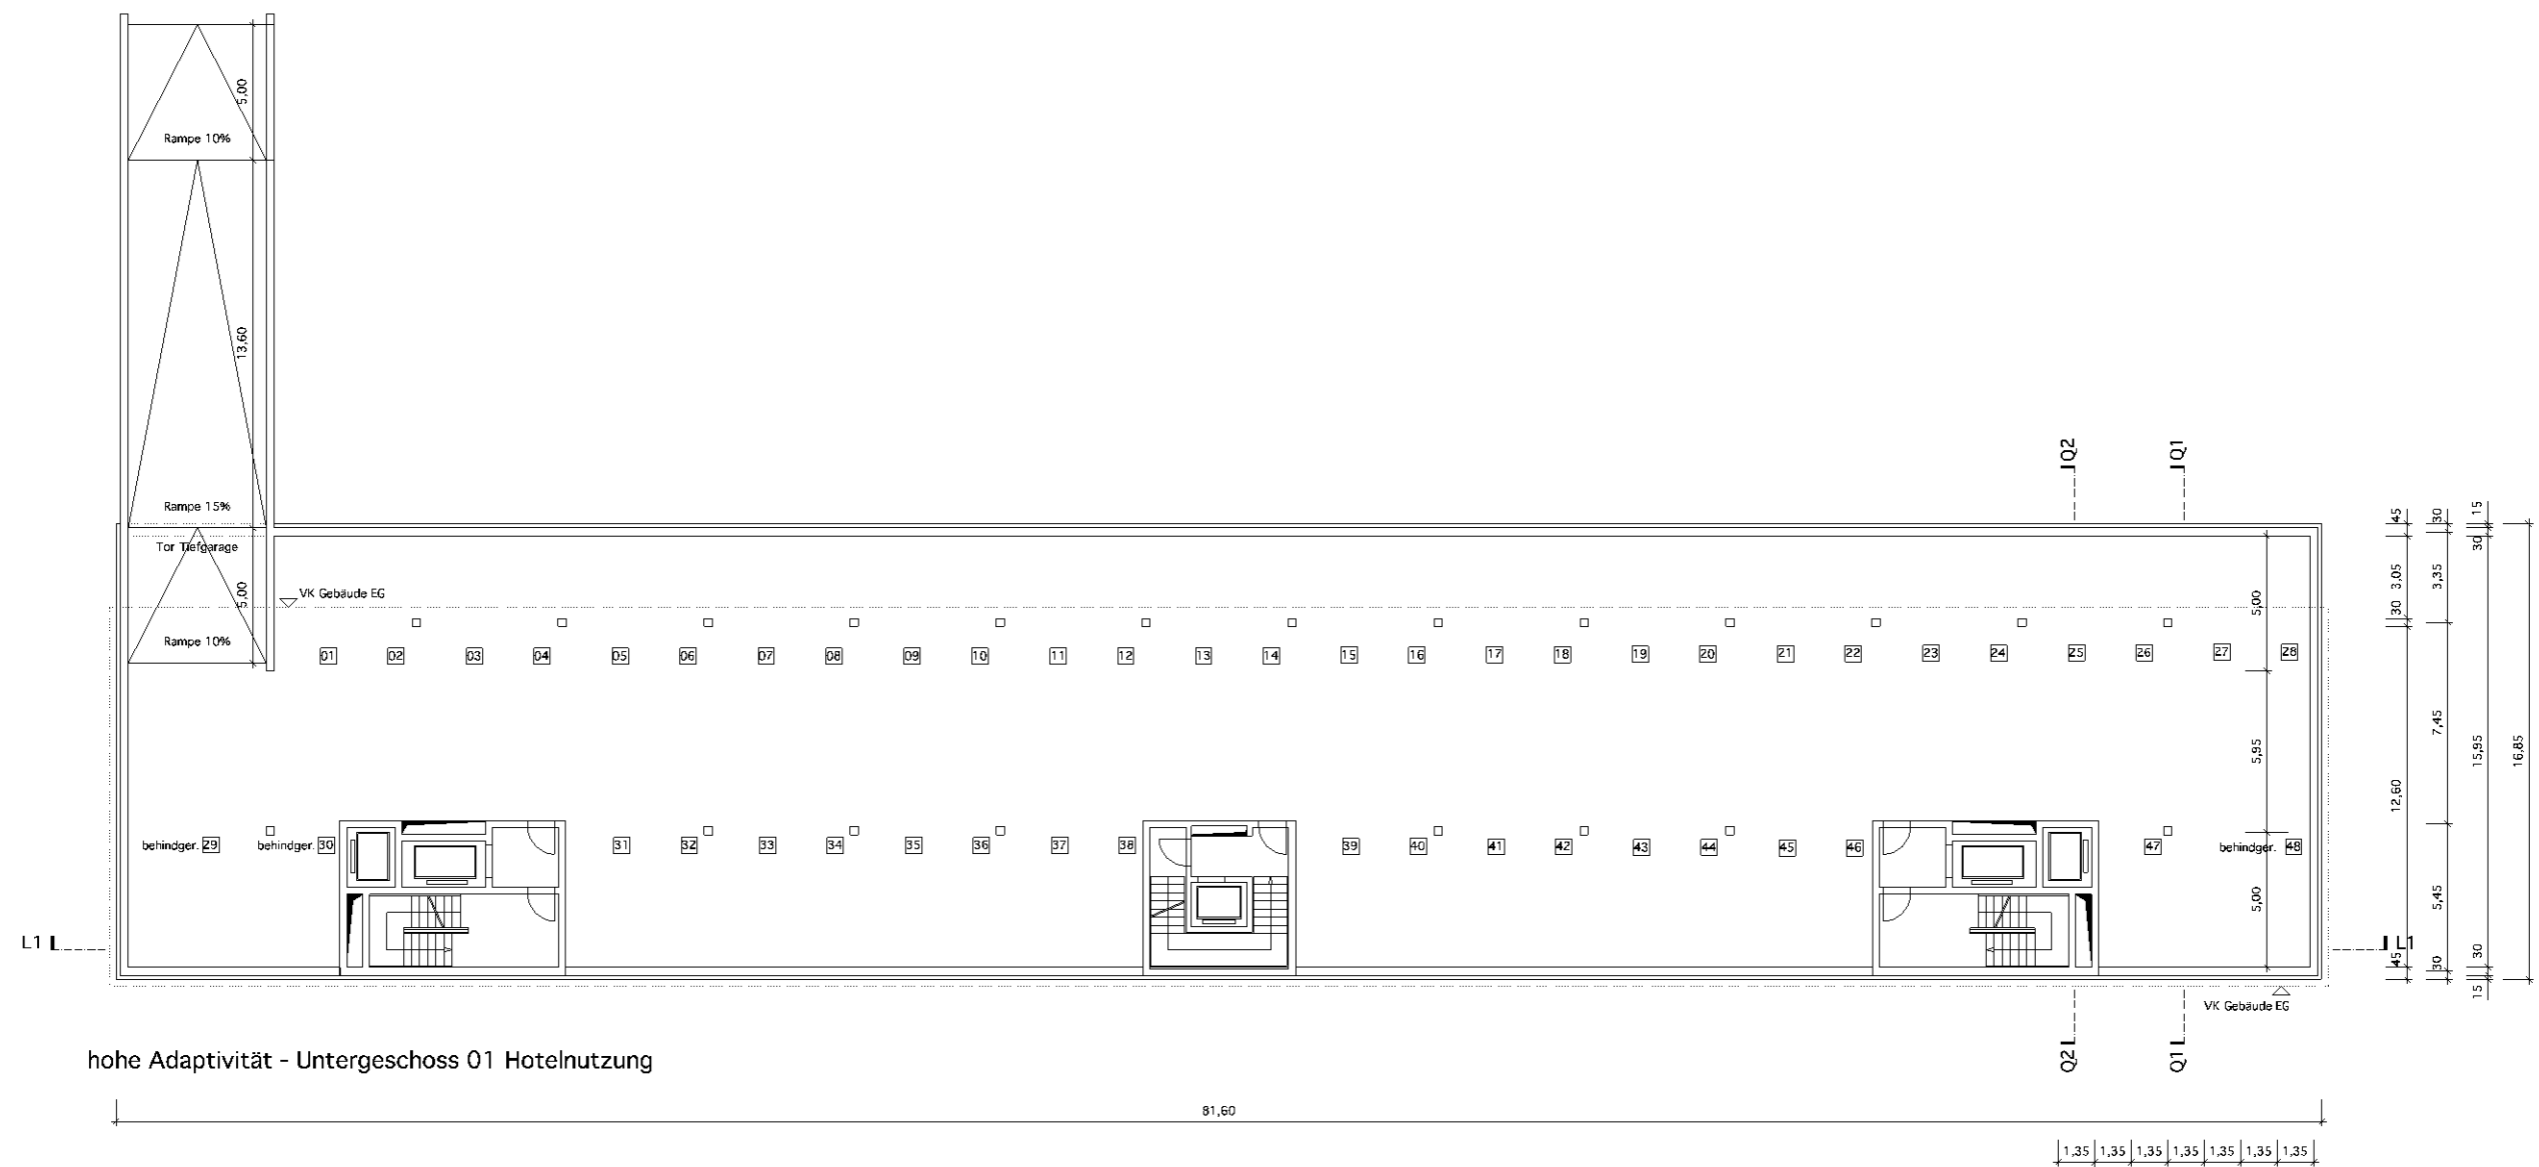 5,00
Rampe 10%
13,60
Rampe 15%
Tor Tiefgarage
5,00
Rampe 10%
VK Gebäude EG
Q2 Q1
45 30 15
30
3,05 3,35
30
5,00
01 02 03 04 05 06 07 08 09 10 11 12 13 14 15 16 17 18 19 20 21 22 23 24 25 26 27 28
5,95
7,45
15,95
16,85
12,60
behindger. 29 behindger. 30 31 32 33 34 35 36 37 38 39 40 41 42 43 44 45 46 47 behindger. 48
5,00
5,45
L1 L1
45 30 30
15
VK Gebäude EG
Q2 Q1
hohe Adaptivität - Untergeschoss 01 Hotelnutzung
81,60
1,35 1,35 1,35 1,35 1,35 1,35 1,35